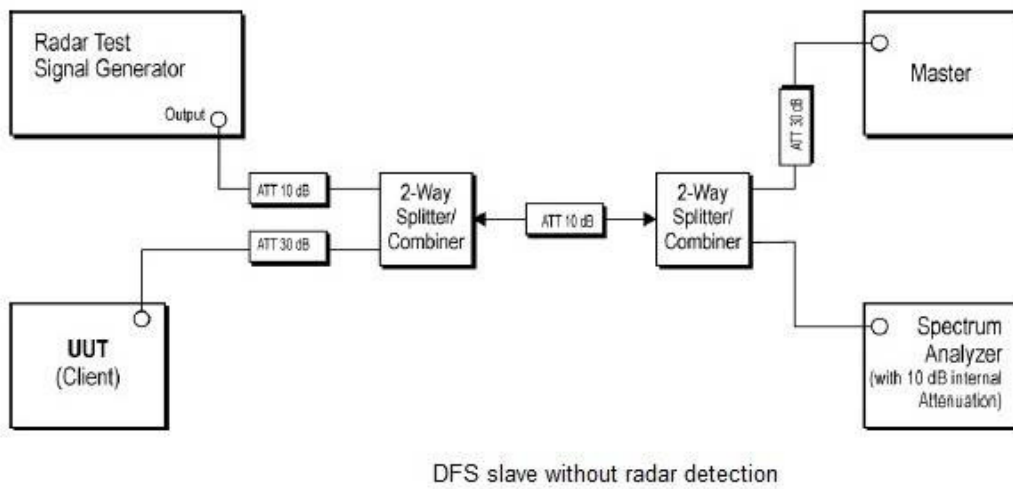 Radar Test
Signal Generator
Output
ATT 10 dB
ATT 30 dB
2-Way
Splitter/
Combiner
ATT 10 dB
2-Way
Splitter/
Combiner
ATT 30 dB
Master
UUT
(Client)
Spectrum
Analyzer
(with 10 dB internal
Attenuation)
DFS slave without radar detection